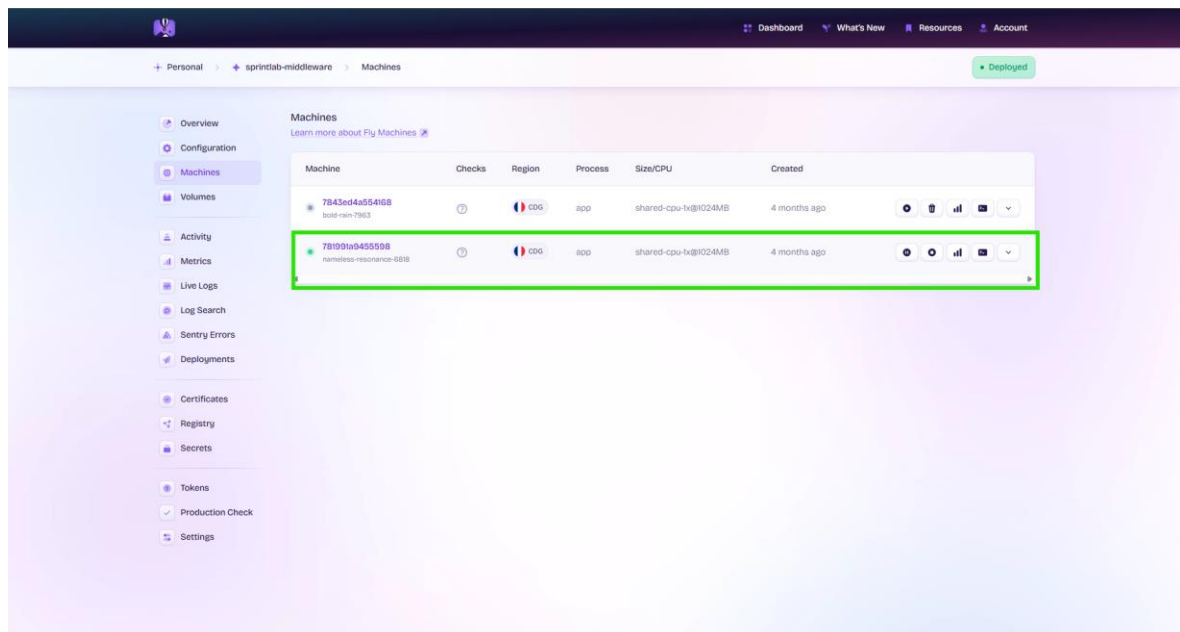 Dashboard What's New Resources Account
Personal sprintlab-middleware Machines Deployed
Overview
Configuration
Machines
Volumes
Activity
Metrics
Live Logs
Log Search
Sentry Errors
Deployments
Certificates
Registry
Secrets
Tokens
Production Check
Settings
Machines
Learn more about Fly Machines
Machine Checks Region Process Size/CPU Created
7843ed4a554168 CDG app shared-cpu-1x@1024MB 4 months ago
bold-rain-7963
781991a9455598 CDG app shared-cpu-1x@1024MB 4 months ago
nameless-resonance-6818